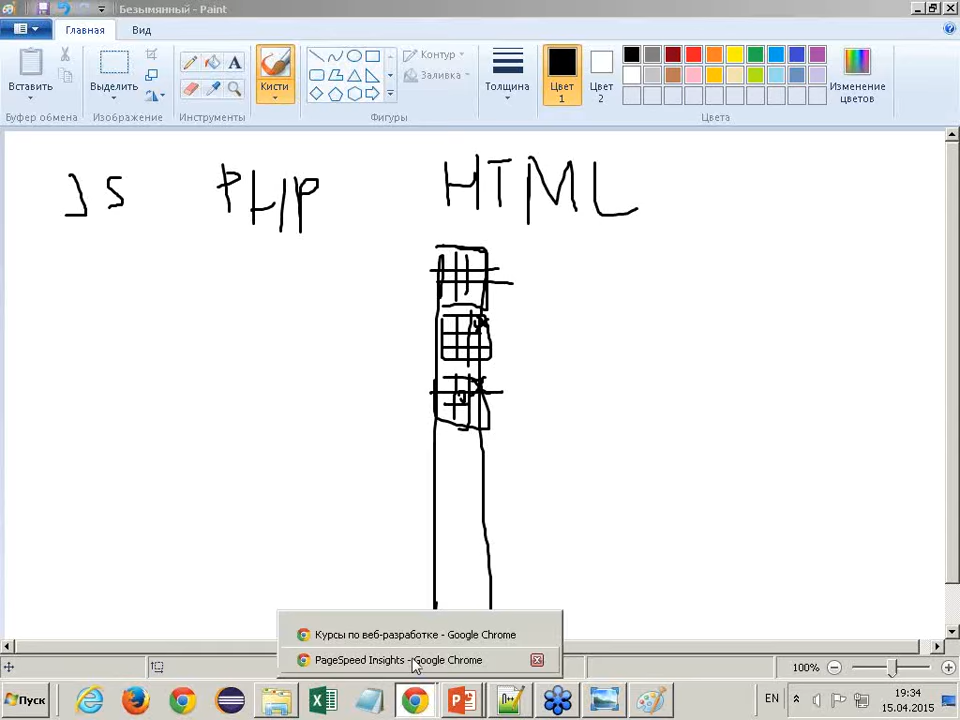 Безымянный - Paint
Главная Вид
Вставить
Выделить
Кисти
Контур
Заливка
Толщина
Цвет 1
Цвет 2
Изменение цветов
Буфер обмена Изображение Инструменты Фигуры Цвета
JS PHP HTML
Курсы по веб-разработке - Google Chrome
PageSpeed Insights - Google Chrome
100%
Пуск
EN
19:34
15.04.2015